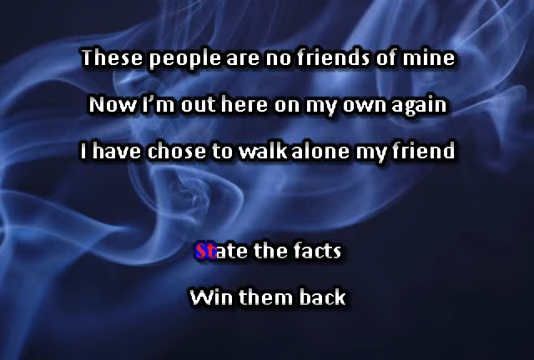 These people are no friends of mine
Now I'm out here on my own again
I have chose to walk alone my friend
State the facts
Win them back